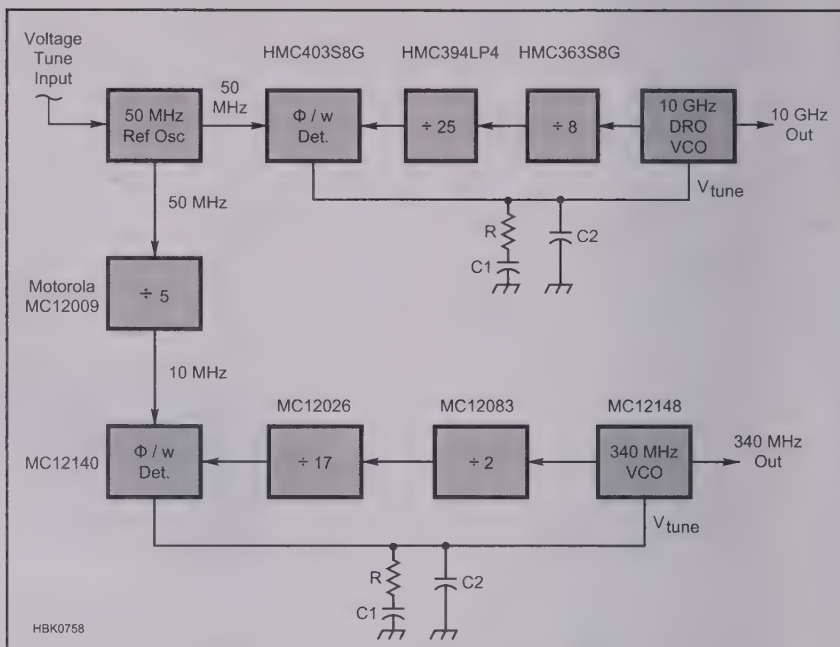 Voltage
Tune
Input
HMC403S8G
HMC394LP4
HMC363S8G
50 MHz
Ref Osc
50
MHz
Φ / w
Det.
÷ 25
÷ 8
10 GHz
DRO
VCO
10 GHz
Out
Vtune
R
C1
C2
50 MHz
Motorola
MC12009
÷ 5
10 MHz
MC12026
MC12083
MC12148
MC12140
Φ / w
Det.
÷ 17
÷ 2
340 MHz
VCO
340 MHz
Out
Vtune
R
C1
C2
HBK0758